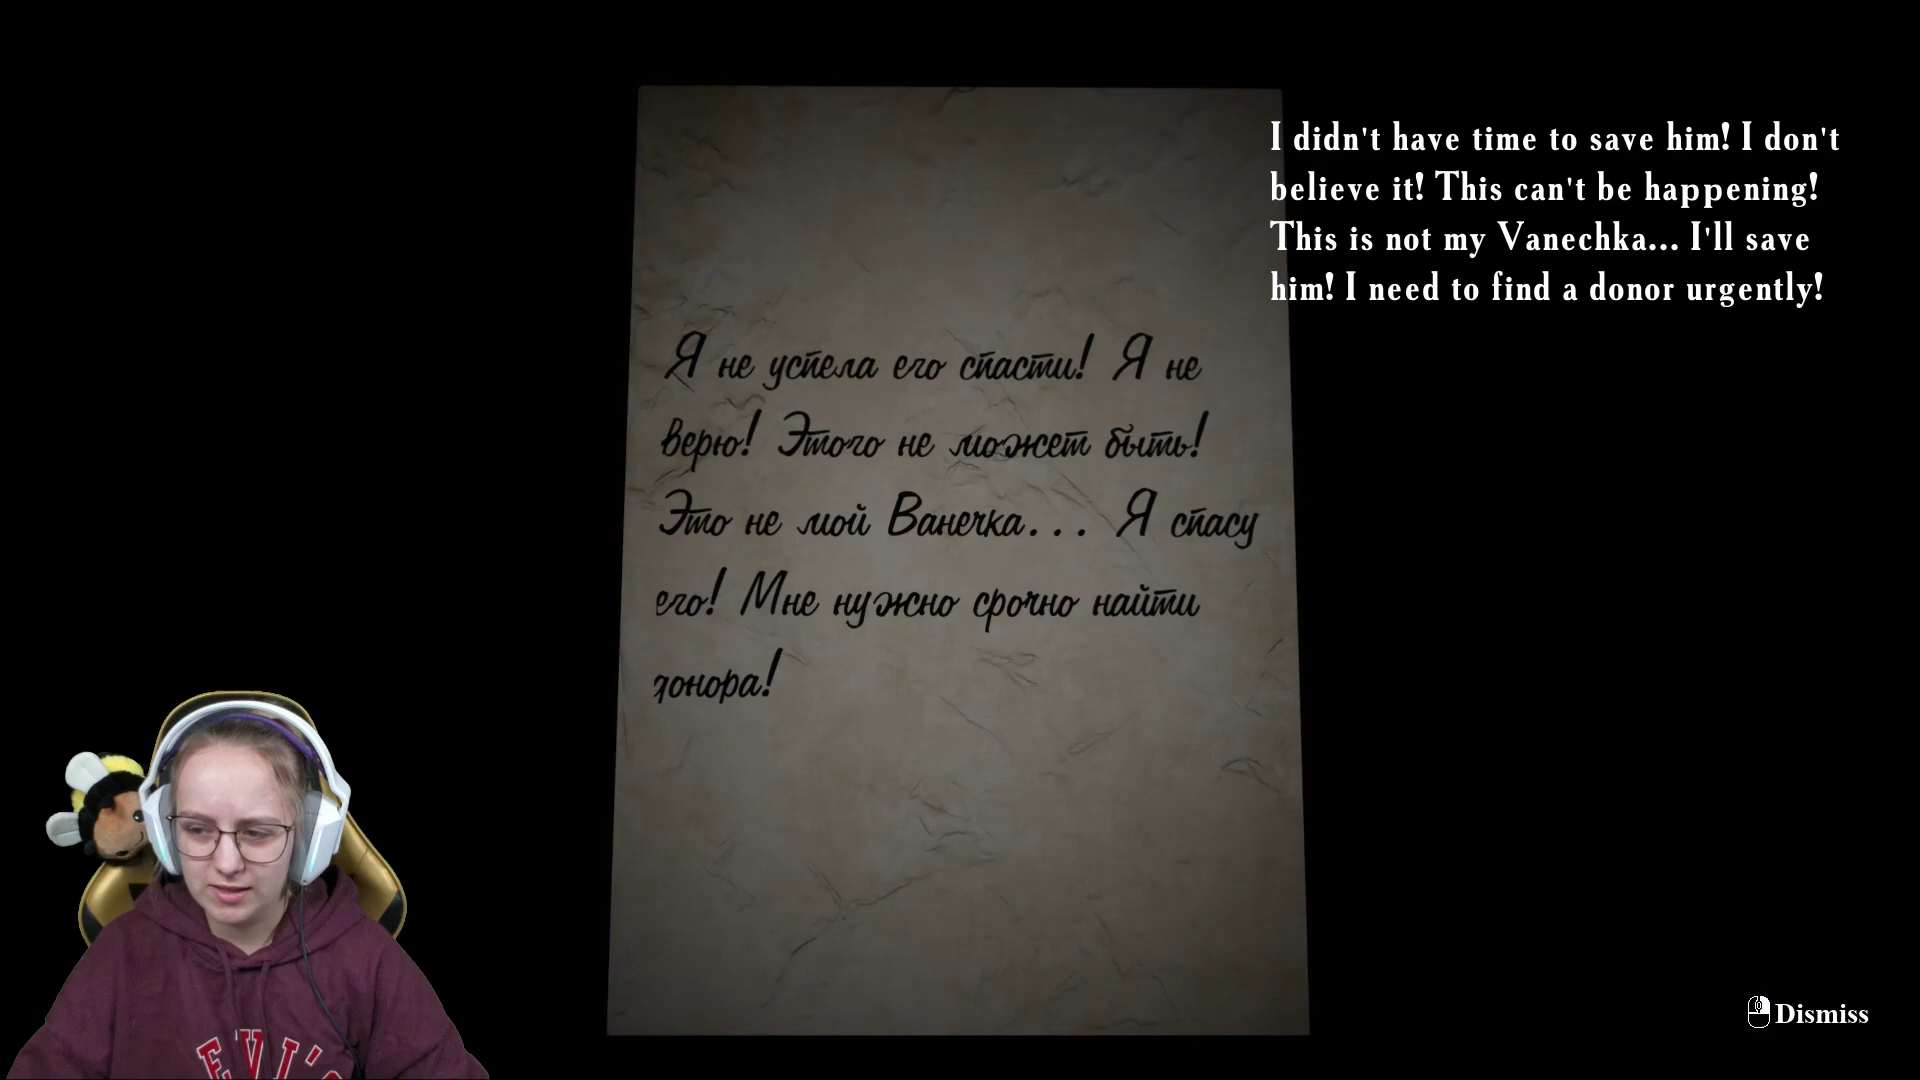 I didn't have time to save him! I don't
believe it! This can't be happening!
This is not my Vanechka... I'll save
him! I need to find a donor urgently!
Я не успела его спасти! Я не
верю! Этого не может быть!
Это не мой Ванечка... Я спасу
его! Мне нужно срочно найти
донора!
Dismiss